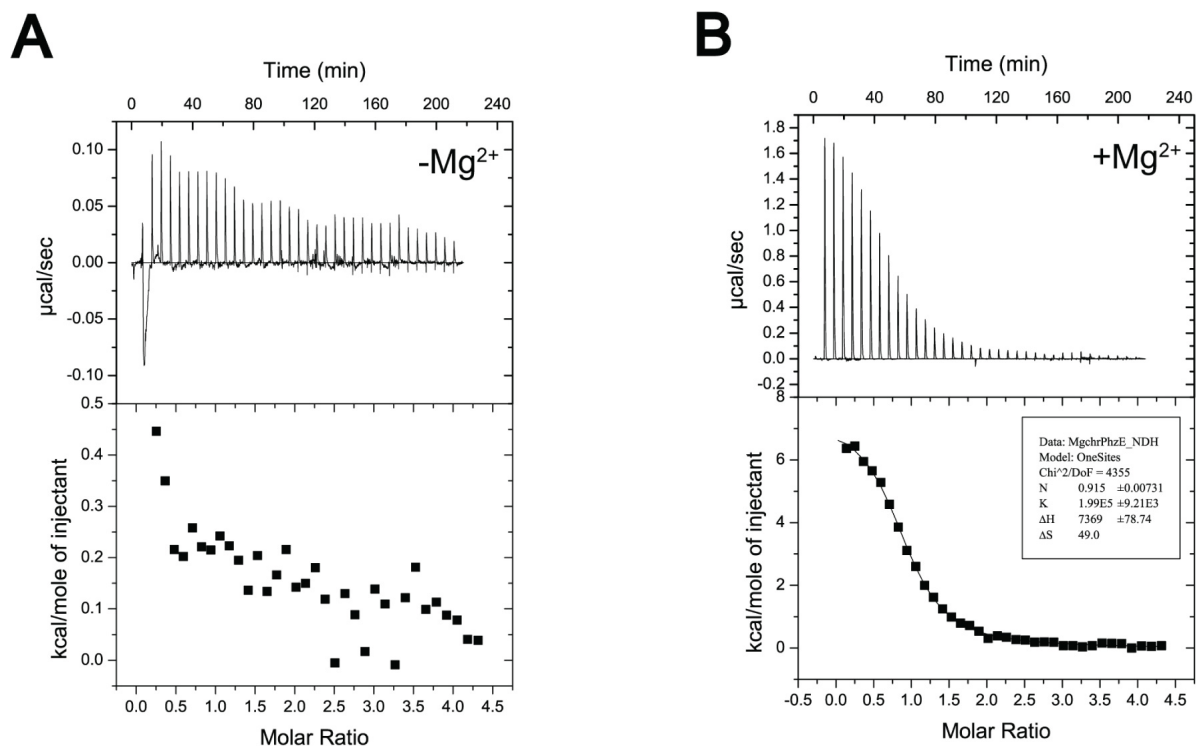 A
Time (min)
0 40 80 120 160 200 240
-Mg²⁺
0.10
0.05
0.00
-0.05
-0.10
µcal/sec
0.5
0.4
0.3
0.2
0.1
0.0
kcal/mole of injectant
0.0 0.5 1.0 1.5 2.0 2.5 3.0 3.5 4.0 4.5
Molar Ratio
B
Time (min)
0 40 80 120 160 200 240
+Mg²⁺
1.8
1.6
1.4
1.2
1.0
0.8
0.6
0.4
0.2
0.0
-0.2
µcal/sec
8
6
4
2
0
kcal/mole of injectant
Data: MgchrPhzE_NDH
Model: OneSites
Chi^2/DoF = 4355
N 0.915 ±0.00731
K 1.99E5 ±9.21E3
ΔH 7369 ±78.74
ΔS 49.0
-0.5 0.0 0.5 1.0 1.5 2.0 2.5 3.0 3.5 4.0 4.5
Molar Ratio